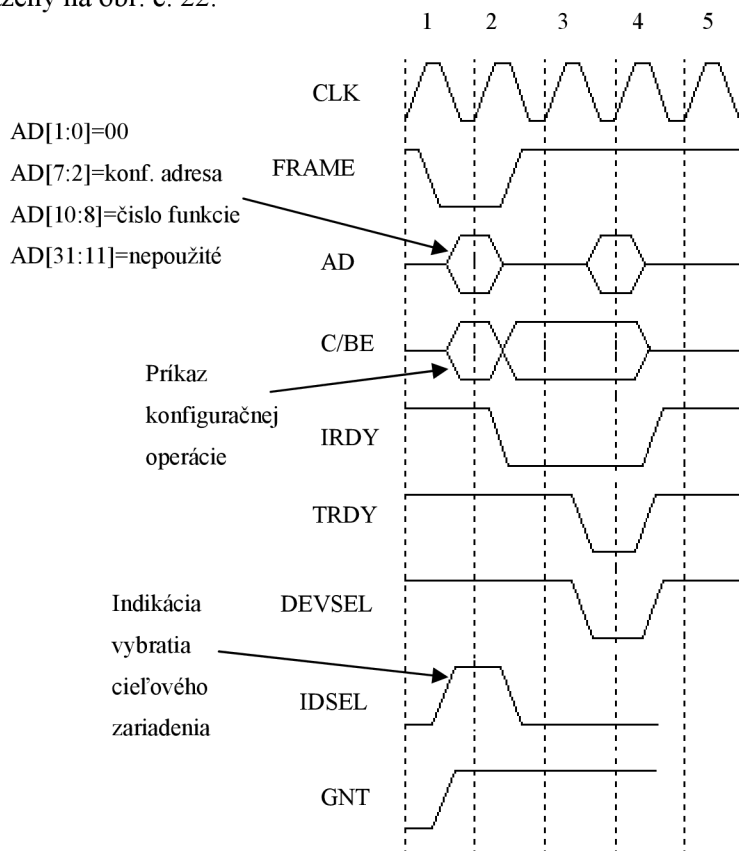 na obr. č. 22.
1 2 3 4 5
CLK
AD[1:0]=00
AD[7:2]=konf. adresa
AD[10:8]=čislo funkcie
AD[31:11]=nepoužité
FRAME
AD
C/BE
Príkaz
konfiguračnej
operácie
IRDY
TRDY
DEVSEL
Indikácia
vybratia
cieľového
zariadenia
IDSEL
GNT